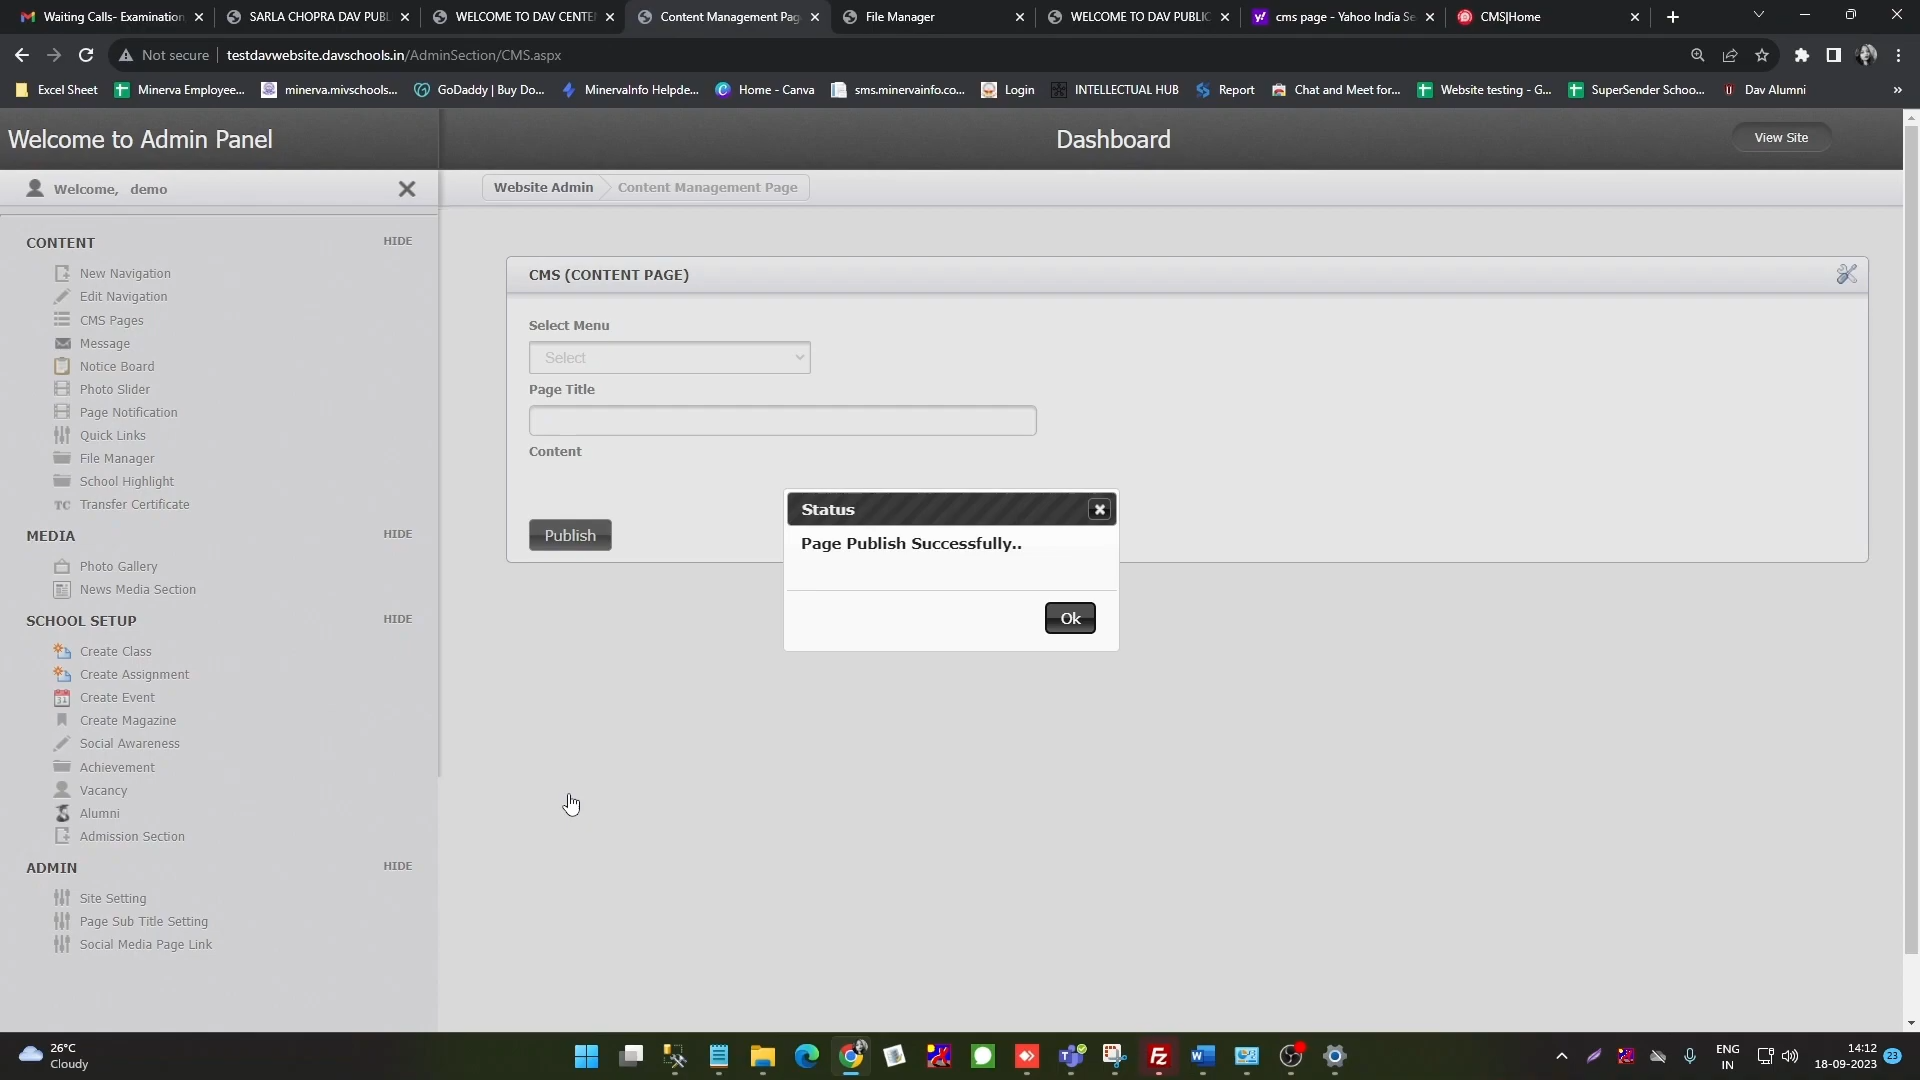 Waiting Calls- Examination
SARLA CHOPRA DAV PUBL
WELCOME TO DAV CENTE
Content Management Pag
File Manager
WELCOME TO DAV PUBLIC
cms page - Yahoo India Se
CMS|Home
Not secure
testdavwebsite.davschools.in/AdminSection/CMS.aspx
Excel Sheet
Minerva Employee...
minerva.mivschools...
GoDaddy | Buy Do...
MinervaInfo Helpde...
Home - Canva
sms.minervainfo.co...
Login
INTELLECTUAL HUB
Report
Chat and Meet for...
Website testing - G...
SuperSender Schoo...
Dav Alumni
Welcome to Admin Panel
Dashboard
View Site
Welcome, demo
Website Admin
Content Management Page
CONTENT
HIDE
New Navigation
Edit Navigation
CMS Pages
Message
Notice Board
Photo Slider
Page Notification
Quick Links
File Manager
School Highlight
TC Transfer Certificate
MEDIA
HIDE
Photo Gallery
News Media Section
SCHOOL SETUP
HIDE
Create Class
Create Assignment
31 Create Event
Create Magazine
Social Awareness
Achievement
Vacancy
Alumni
Admission Section
ADMIN
HIDE
Site Setting
Page Sub Title Setting
Social Media Page Link
CMS (CONTENT PAGE)
Select Menu
Select
Page Title
Content
Publish
Status
Page Publish Successfully..
Ok
26°C
Cloudy
ENG
IN
14:12
18-09-2023
23